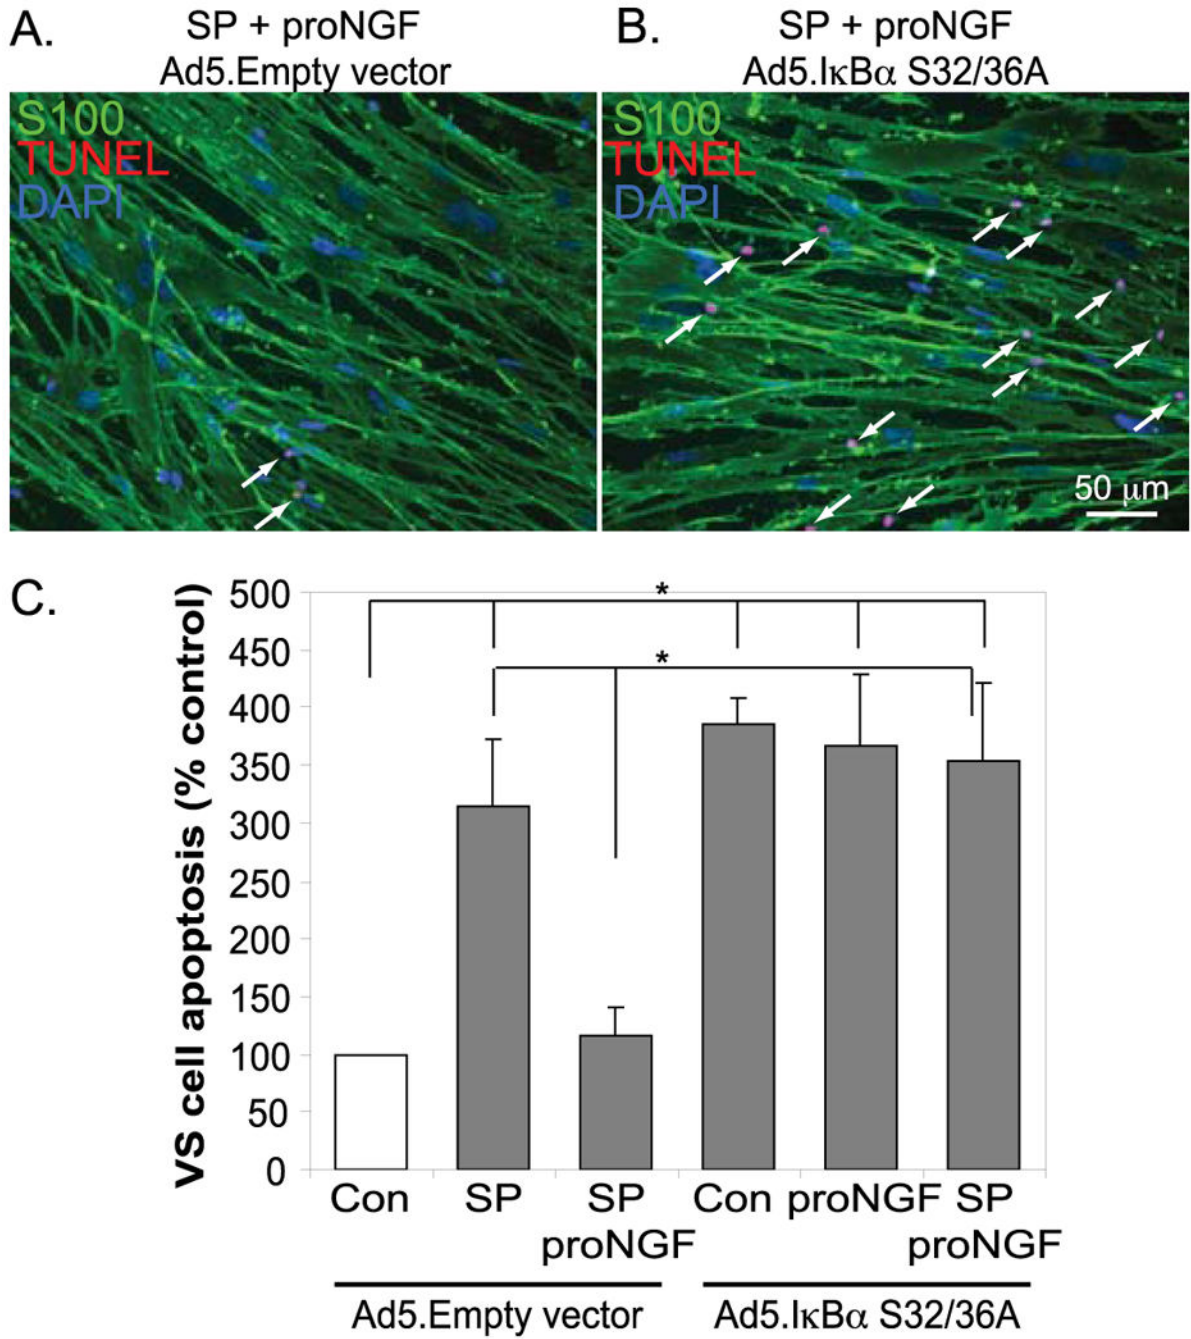 A.
SP + proNGF
Ad5.Empty vector
B.
SP + proNGF
Ad5.IκBα S32/36A
S100
TUNEL
DAPI
S100
TUNEL
DAPI
50 μm
C.
VS cell apoptosis (% control)
500
450
400
350
300
250
200
150
100
50
0
*
*
Con
SP
SP
proNGF
Con
proNGF
SP
proNGF
Ad5.Empty vector
Ad5.IκBα S32/36A